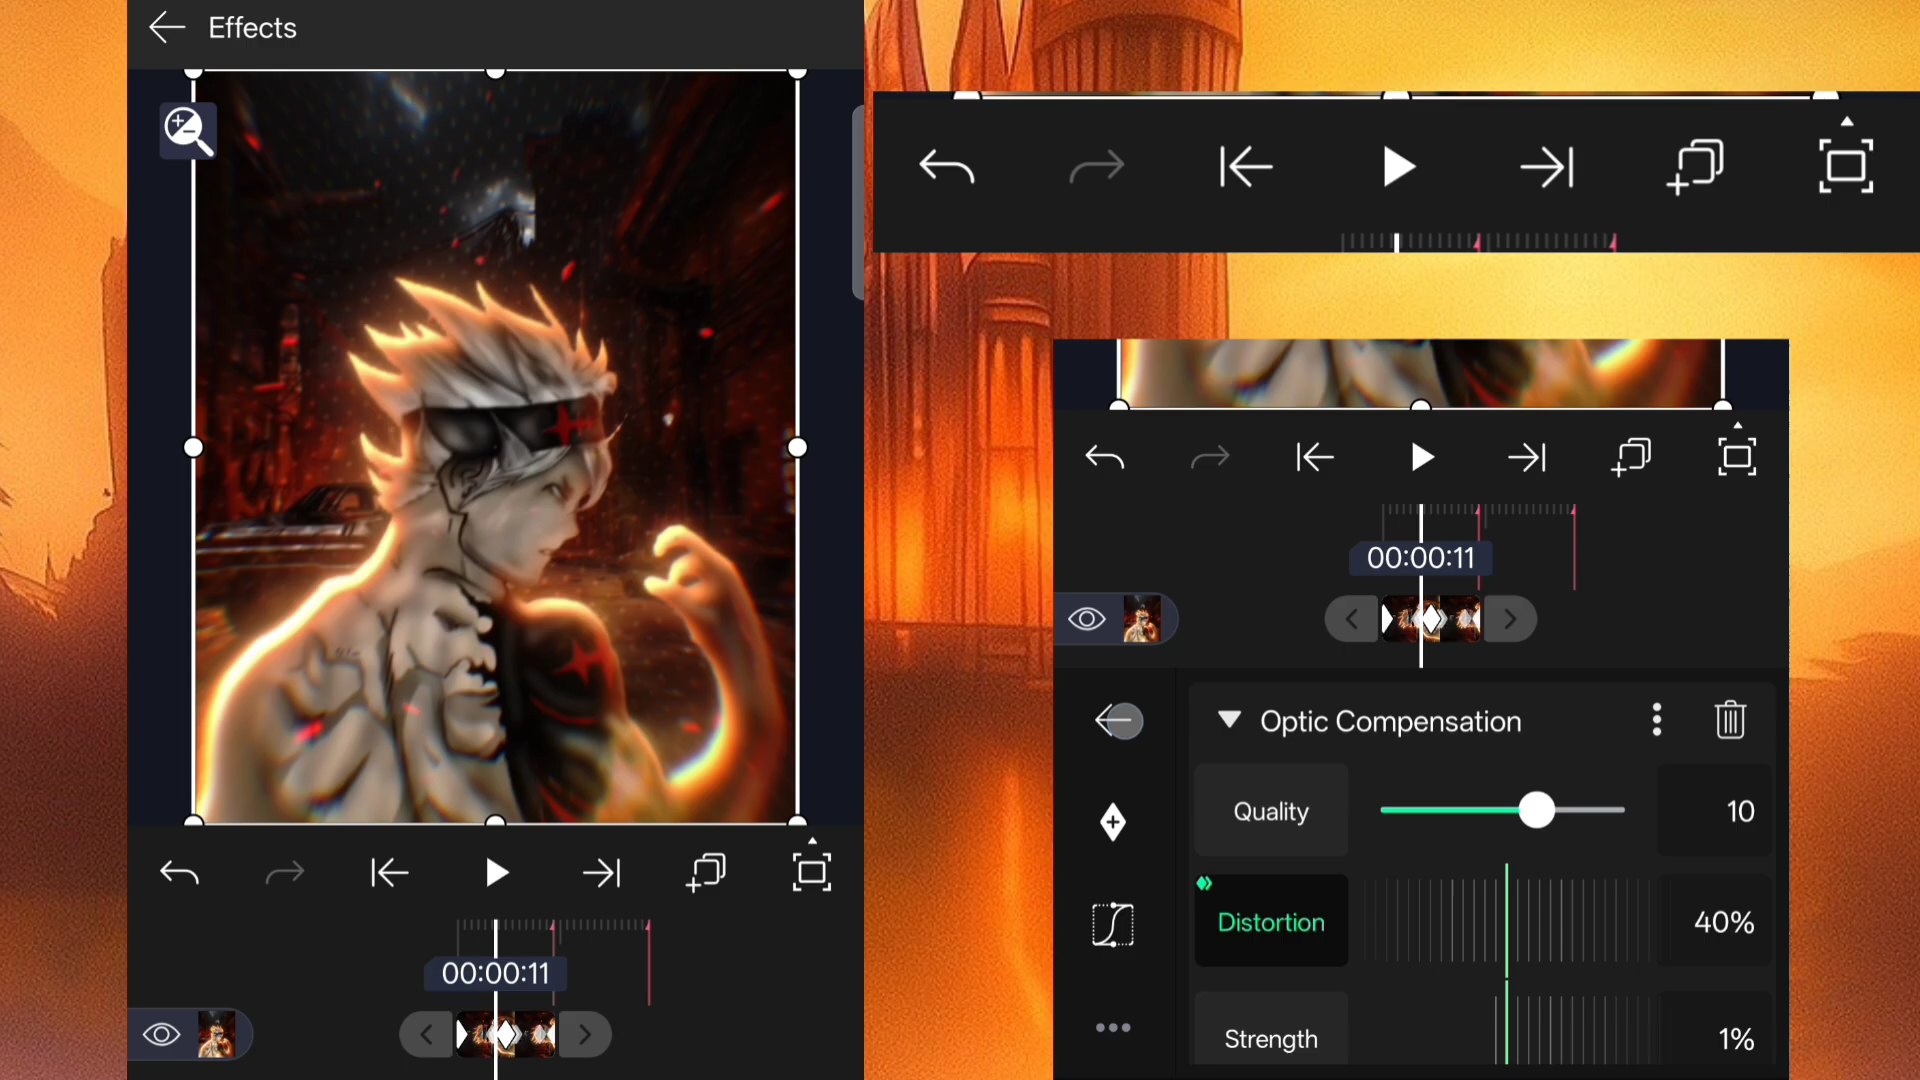 Effects
00:00:11
00:00:11
Optic Compensation
Quality
10
Distortion
40%
Strength
1%